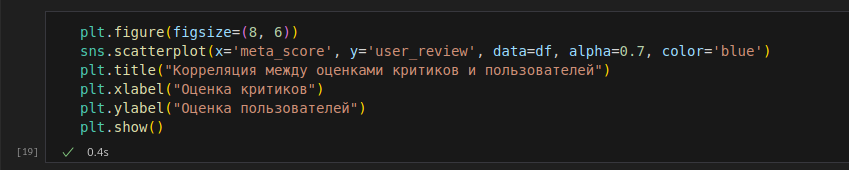 plt.figure(figsize=(8, 6))
sns.scatterplot(x='meta_score', y='user_review', data=df, alpha=0.7, color='blue')
plt.title("Корреляция между оценками критиков и пользователей")
plt.xlabel("Оценка критиков")
plt.ylabel("Оценка пользователей")
plt.show()
[19] ✓ 0.4s